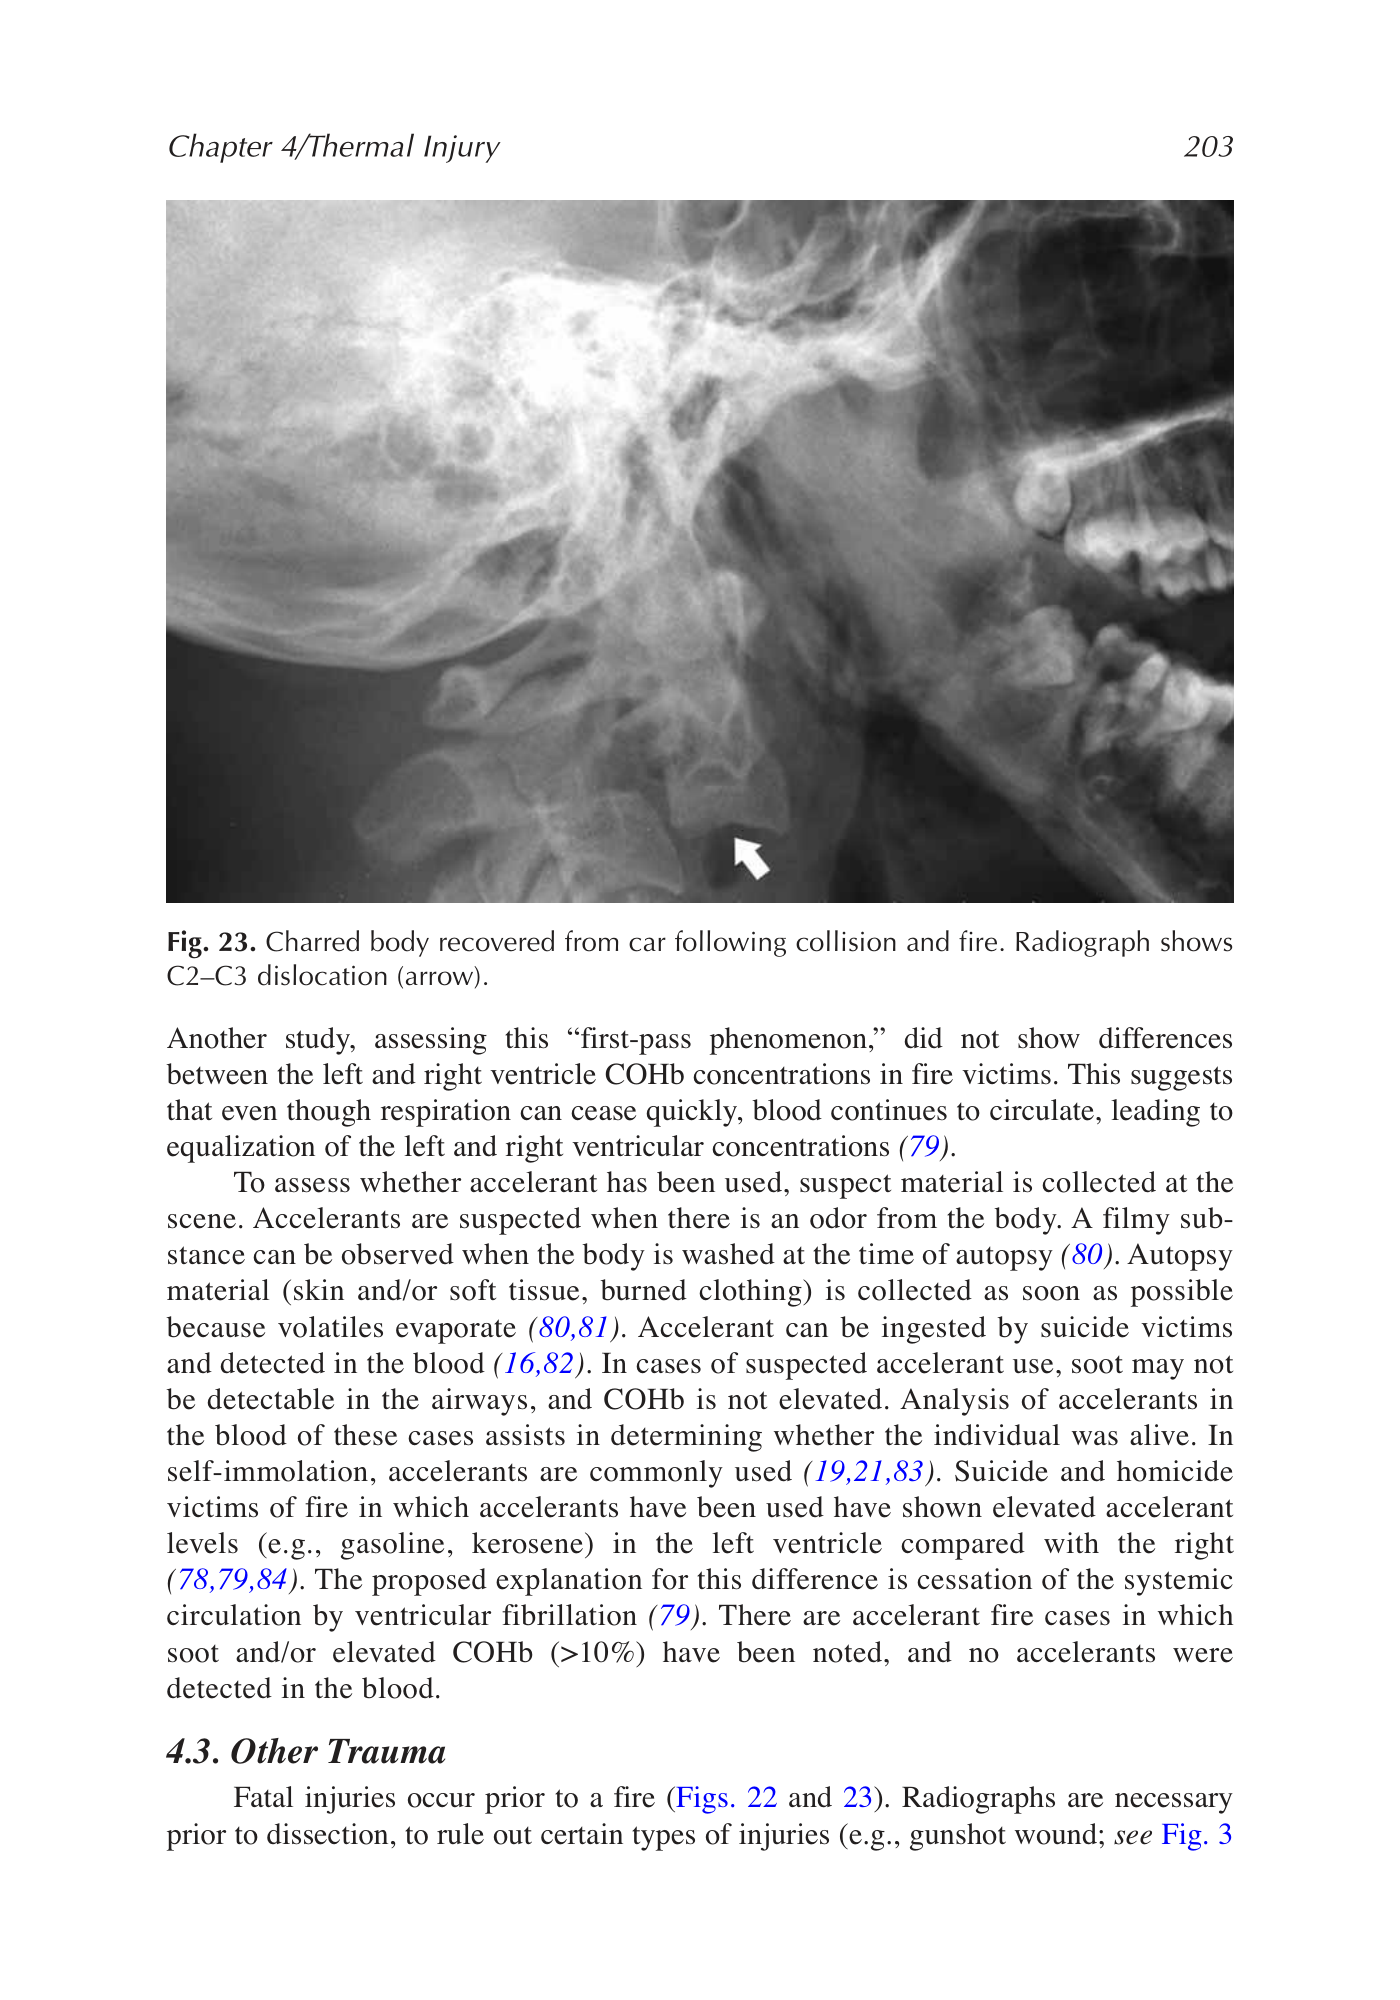 Chapter 4/Thermal Injury 203
Fig. 23. Charred body recovered from car following collision and fire. Radiograph shows
C2–C3 dislocation (arrow).
Another study, assessing this “first-pass phenomenon,” did not show differences
between the left and right ventricle COHb concentrations in fire victims. This suggests
that even though respiration can cease quickly, blood continues to circulate, leading to
equalization of the left and right ventricular concentrations (79).
To assess whether accelerant has been used, suspect material is collected at the
scene. Accelerants are suspected when there is an odor from the body. A filmy sub-
stance can be observed when the body is washed at the time of autopsy (80). Autopsy
material (skin and/or soft tissue, burned clothing) is collected as soon as possible
because volatiles evaporate (80,81). Accelerant can be ingested by suicide victims
and detected in the blood (16,82). In cases of suspected accelerant use, soot may not
be detectable in the airways, and COHb is not elevated. Analysis of accelerants in
the blood of these cases assists in determining whether the individual was alive. In
self-immolation, accelerants are commonly used (19,21,83). Suicide and homicide
victims of fire in which accelerants have been used have shown elevated accelerant
levels (e.g., gasoline, kerosene) in the left ventricle compared with the right
(78,79,84). The proposed explanation for this difference is cessation of the systemic
circulation by ventricular fibrillation (79). There are accelerant fire cases in which
soot and/or elevated COHb (>10%) have been noted, and no accelerants were
detected in the blood.
4.3. Other Trauma
Fatal injuries occur prior to a fire (Figs. 22 and 23). Radiographs are necessary
prior to dissection, to rule out certain types of injuries (e.g., gunshot wound; see Fig. 3